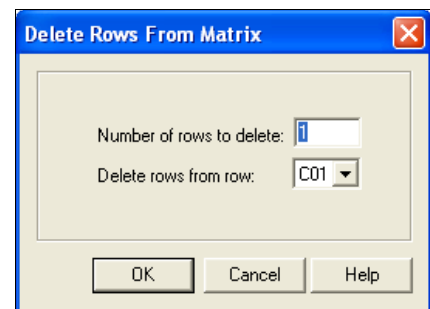 Delete Rows From Matrix
Number of rows to delete: 1
Delete rows from row: C01
OK Cancel Help